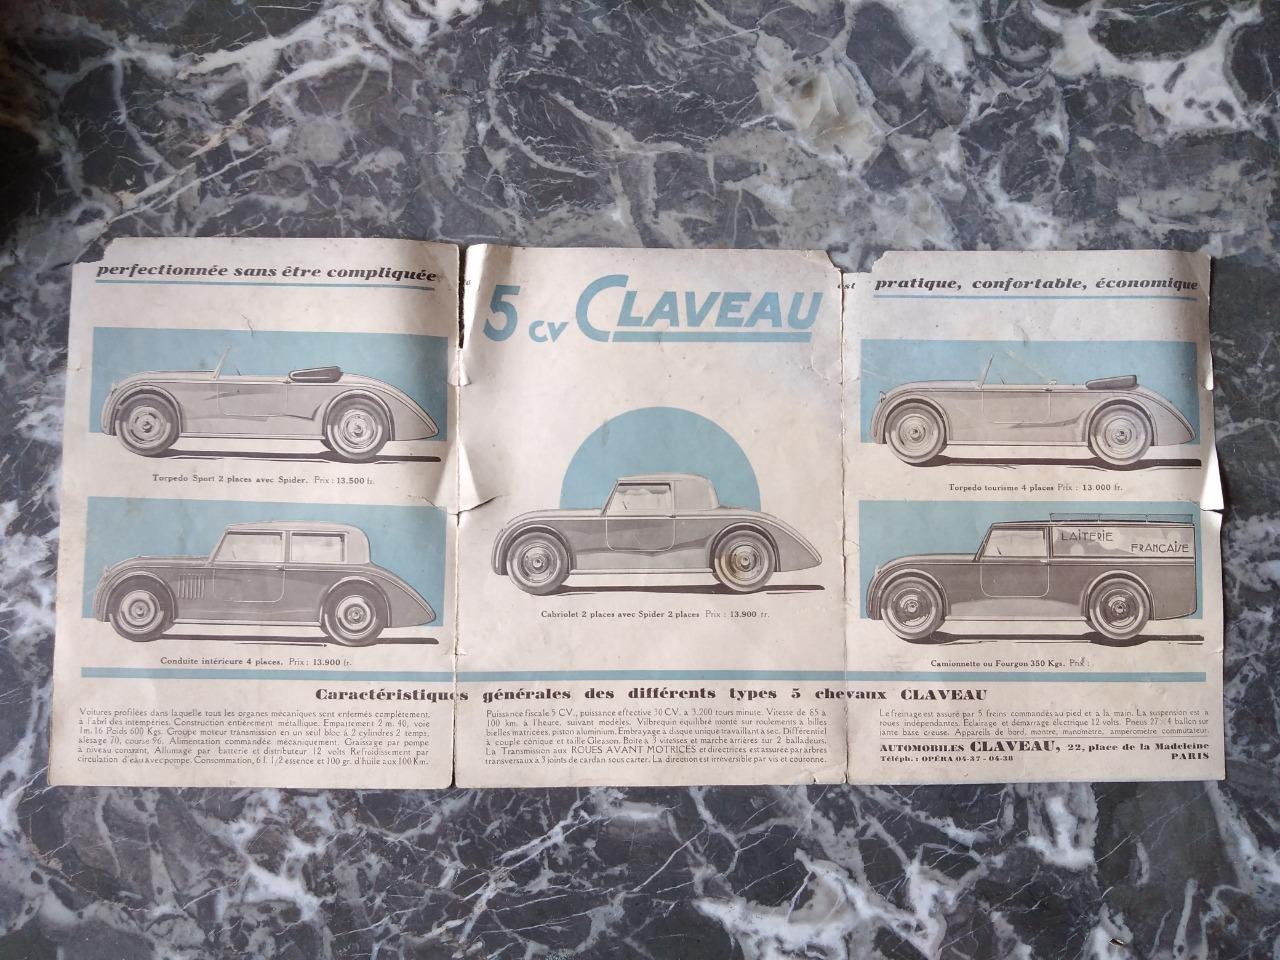 perfectionnée sans être compliquée
5 CV CLAVEAU
est pratique, confortable, économique
Torpedo Sport 2 places avec Spider. Prix : 13.500 fr.
Conduite intérieure 4 places. Prix : 13.900 fr.
Cabriolet 2 places avec Spider 2 places Prix : 13.900 fr.
Torpedo tourisme 4 places Prix : 13.000 fr.
LAITERIE
FRANÇAISE
Camionnette ou Fourgon 350 Kgs. Prix :
Caractéristiques générales des différents types 5 chevaux CLAVEAU
Voitures profilées dans laquelle tous les organes mécaniques sont enfermés complètement,
à l'abri des intempéries. Construction entièrement métallique. Empattement 2 m. 40, voie
1m. 16 Poids 600 Kgs. Groupe moteur transmission en un seul bloc à 2 cylindres 2 temps,
alésage 70, course 96. Alimentation commandée mécaniquement. Graissage par pompe
à niveau constant, Allumage par batterie et distributeur 12 volts Refroidissement par
circulation d'eau avec pompe. Consommation, 6 l. 1/2 essence et 100 gr. d'huile aux 100 Km.
Puissance fiscale 5 CV., puissance effective 30 CV. à 3.200 tours minute. Vitesse de 85 à
100 km. à l'heure, suivant modèles. Vilbrequin équilibré monté sur roulements à billes
bielles matricées, piston aluminium. Embrayage à disque unique travaillant à sec. Différentiel
à couple conique et taille Gleason. Boite à 3 vitesses et marche arrières sur 2 balladeurs.
La Transmission aux ROUES AVANT MOTRICES et directrices est assurée par arbres
transversaux à 3 joints de cardan sous carter. La direction est irréversible par vis et couronne.
Le freinage est assuré par 5 freins commandés au pied et à la main. La suspension est à
roues indépendantes. Éclairage et démarrage électrique 12 volts. Pneus 27 × 4 ballon sur
jante base creuse. Appareils de bord, montre, manomètre, ampèromètre commutateur.
AUTOMOBILES CLAVEAU, 22, place de la Madeleine
Téléph. : OPÉRA 04-37 - 04-38 PARIS